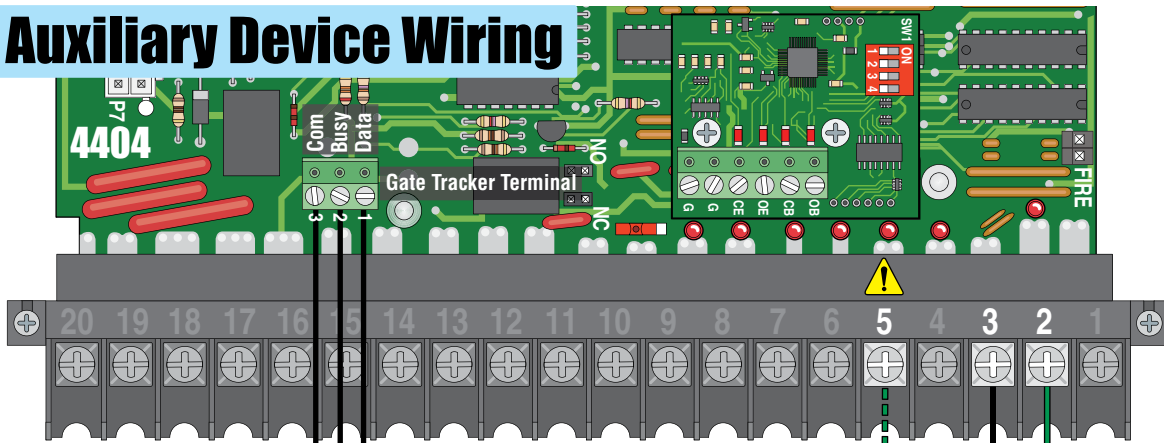 Auxiliary Device Wiring
SW1
ON
1
2
3
4
P7
4404
Com
Busy
Data
Gate Tracker Terminal
3 2 1
NO
NC
G G CE OE CB OB
FIRE
!
20 19 18 17 16 15 14 13 12 11 10 9 8 7 6 5 4 3 2 1